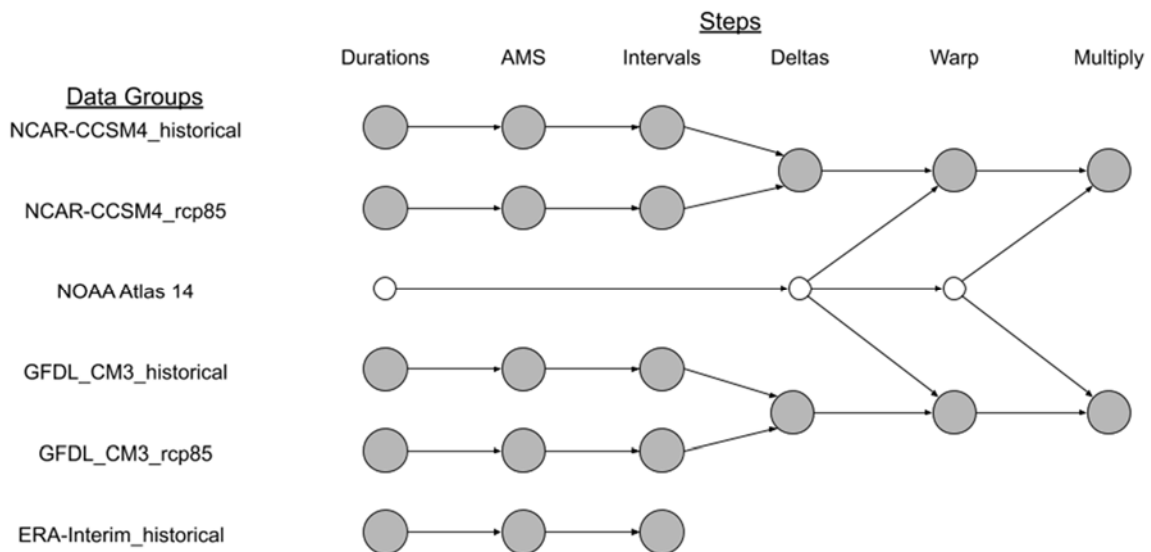 Steps
Durations AMS Intervals Deltas Warp Multiply
Data Groups
NCAR-CCSM4_historical
NCAR-CCSM4_rcp85
NOAA Atlas 14
GFDL_CM3_historical
GFDL_CM3_rcp85
ERA-Interim_historical